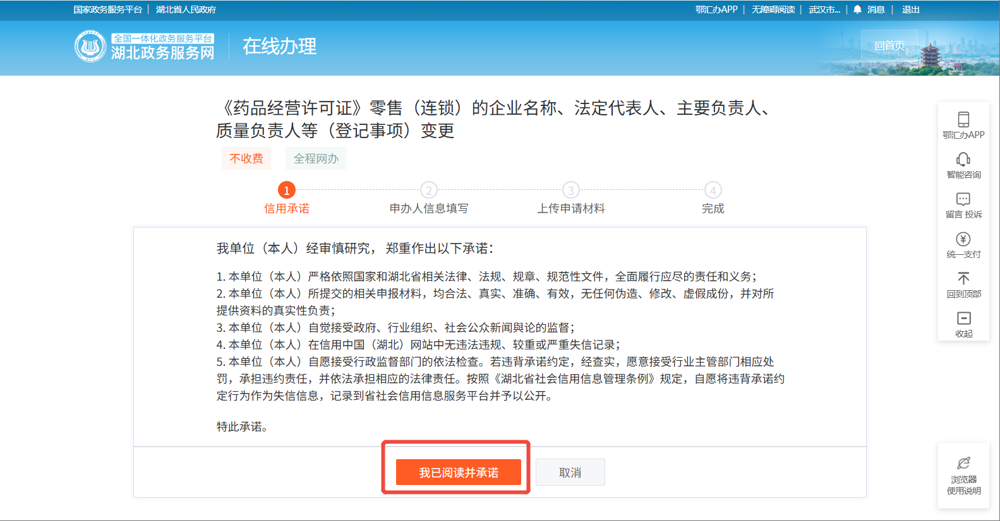 国家政务服务平台 | 湖北省人民政府
鄂汇办APP | 无障碍阅读 | 武汉市... | 消息 | 退出
全国一体化政务服务平台
湖北政务服务网
在线办理
回首页
《药品经营许可证》零售（连锁）的企业名称、法定代表人、主要负责人、
质量负责人等（登记事项）变更
不收费 全程网办
1 2 3 4
信用承诺 申办人信息填写 上传申请材料 完成
我单位（本人）经审慎研究， 郑重作出以下承诺：
1. 本单位（本人）严格依照国家和湖北省相关法律、法规、规章、规范性文件，全面履行应尽的责任和义务；
2. 本单位（本人）所提交的相关申报材料，均合法、真实、准确、有效，无任何伪造、修改、虚假成份，并对所
提供资料的真实性负责；
3. 本单位（本人）自觉接受政府、行业组织、社会公众新闻與论的监督；
4. 本单位（本人）在信用中国（湖北）网站中无违法违规、较重或严重失信记录；
5. 本单位（本人）自愿接受行政监督部门的依法检查。若违背承诺约定，经查实，愿意接受行业主管部门相应处
罚，承担违约责任，并依法承担相应的法律责任。按照《湖北省社会信用信息管理条例》规定，自愿将违背承诺约
定行为作为失信信息，记录到省社会信用信息服务平台并予以公开。
特此承诺。
我已阅读并承诺 取消
鄂汇办APP
智能咨询
留言 投诉
统一支付
回到顶部
收起
浏览器
使用说明